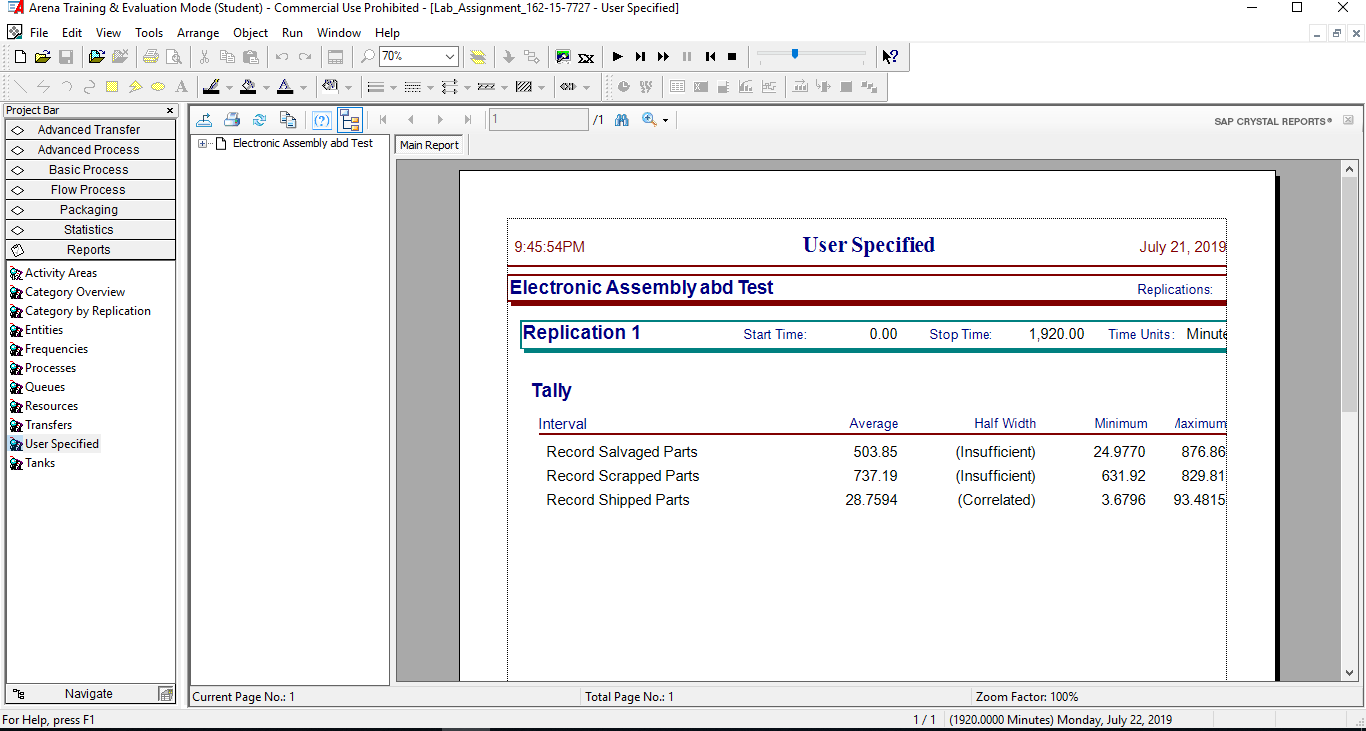 Arena Training & Evaluation Mode (Student) - Commercial Use Prohibited - [Lab_Assignment_162-15-7727 - User Specified]
File Edit View Tools Arrange Object Run Window Help
70%
Project Bar
Advanced Transfer
Advanced Process
Basic Process
Flow Process
Packaging
Statistics
Reports
Activity Areas
Category Overview
Category by Replication
Entities
Frequencies
Processes
Queues
Resources
Transfers
User Specified
Tanks
Navigate
1 /1
SAP CRYSTAL REPORTS®
Electronic Assembly abd Test
Main Report
9:45:54PM User Specified July 21, 2019
Electronic Assembly abd Test Replications:
Replication 1 Start Time: 0.00 Stop Time: 1,920.00 Time Units: Minute
Tally
Interval Average Half Width Minimum Maximum
Record Salvaged Parts 503.85 (Insufficient) 24.9770 876.86
Record Scrapped Parts 737.19 (Insufficient) 631.92 829.81
Record Shipped Parts 28.7594 (Correlated) 3.6796 93.4815
Current Page No.: 1 Total Page No.: 1 Zoom Factor: 100%
For Help, press F1 1 / 1 (1920.0000 Minutes) Monday, July 22, 2019